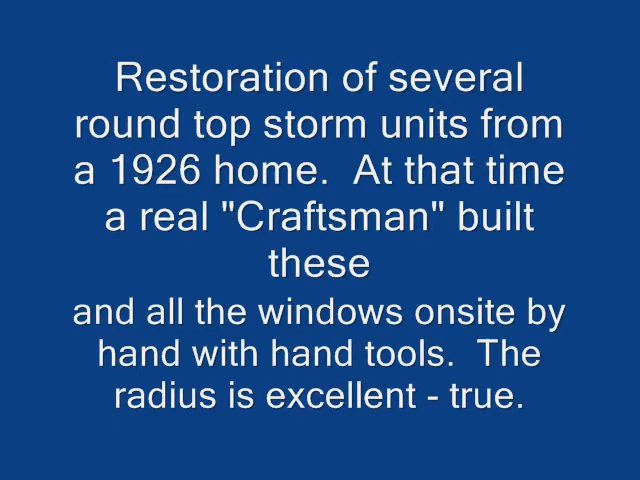 Restoration of several
round top storm units from
a 1926 home.  At that time
a real "Craftsman" built
these
and all the windows onsite by
hand with hand tools.  The
radius is excellent - true.